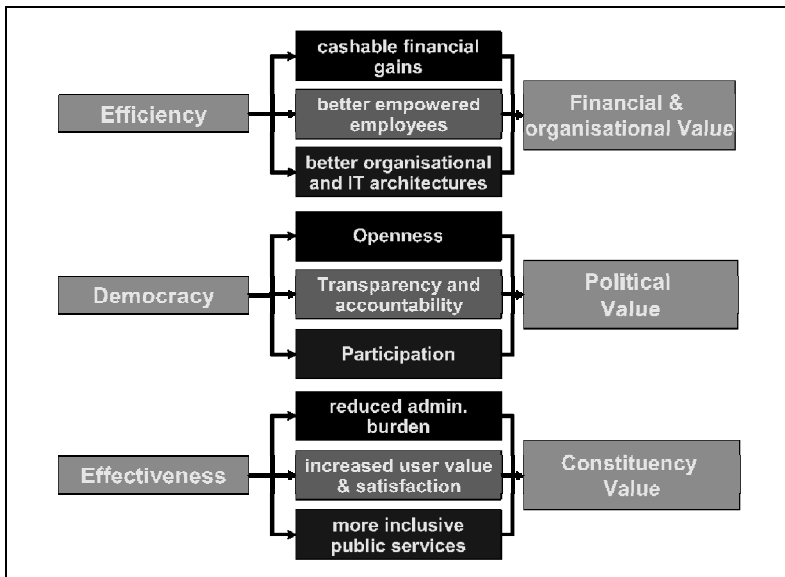 Efficiency
cashable financial
gains
better empowered
employees
better organisational
and IT architectures
Financial &
organisational Value
Democracy
Openness
Transparency and
accountability
Participation
Political
Value
Effectiveness
reduced admin.
burden
increased user value
& satisfaction
more inclusive
public services
Constituency
Value